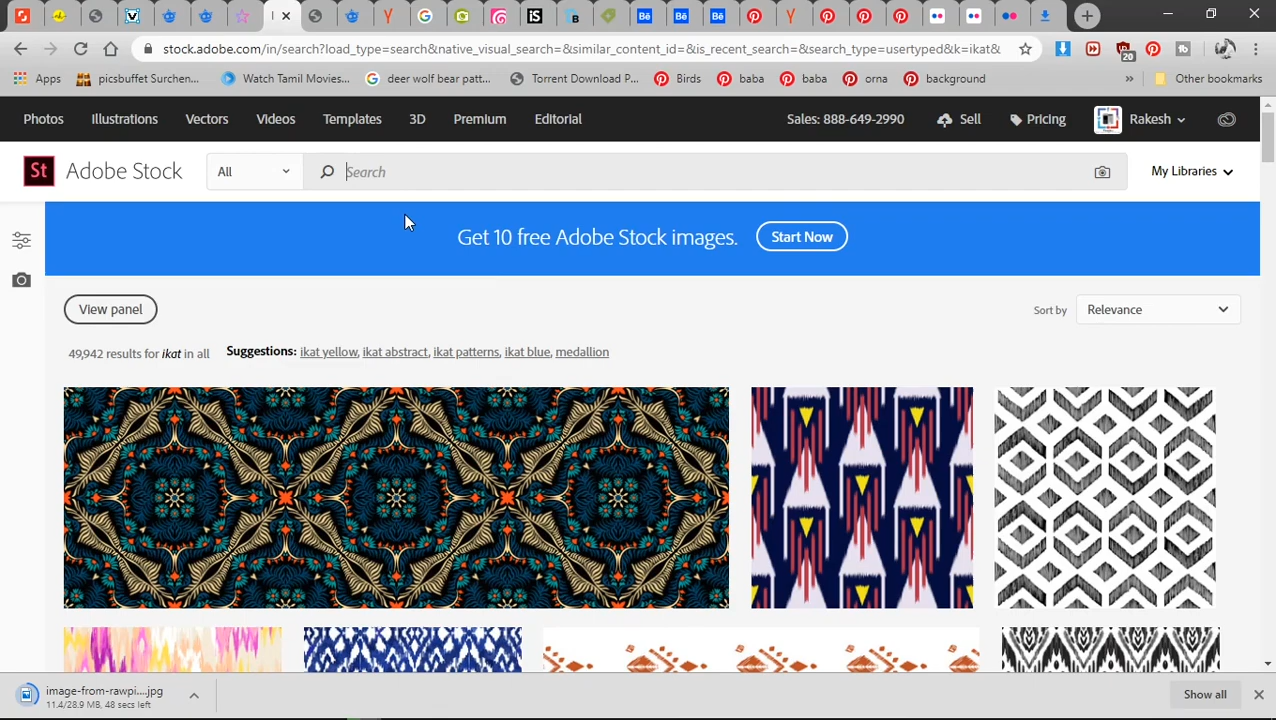 stock.adobe.com/in/search?load_type=search&native_visual_search=&similar_content_id=&is_recent_search=&search_type=usertyped&k=ikat&
20
Apps picsbuffet Surchen... Watch Tamil Movies... deer wolf bear patt... Torrent Download P... Birds baba baba orna background » Other bookmarks
Photos Illustrations Vectors Videos Templates 3D Premium Editorial Sales: 888-649-2990 Sell Pricing Rakesh
St Adobe Stock All Search My Libraries
Get 10 free Adobe Stock images. Start Now
View panel Sort by Relevance
49,942 results for ikat in all Suggestions: ikat yellow, ikat abstract, ikat patterns, ikat blue, medallion
image-from-rawpi....jpg
11.4/28.9 MB, 48 secs left
Show all